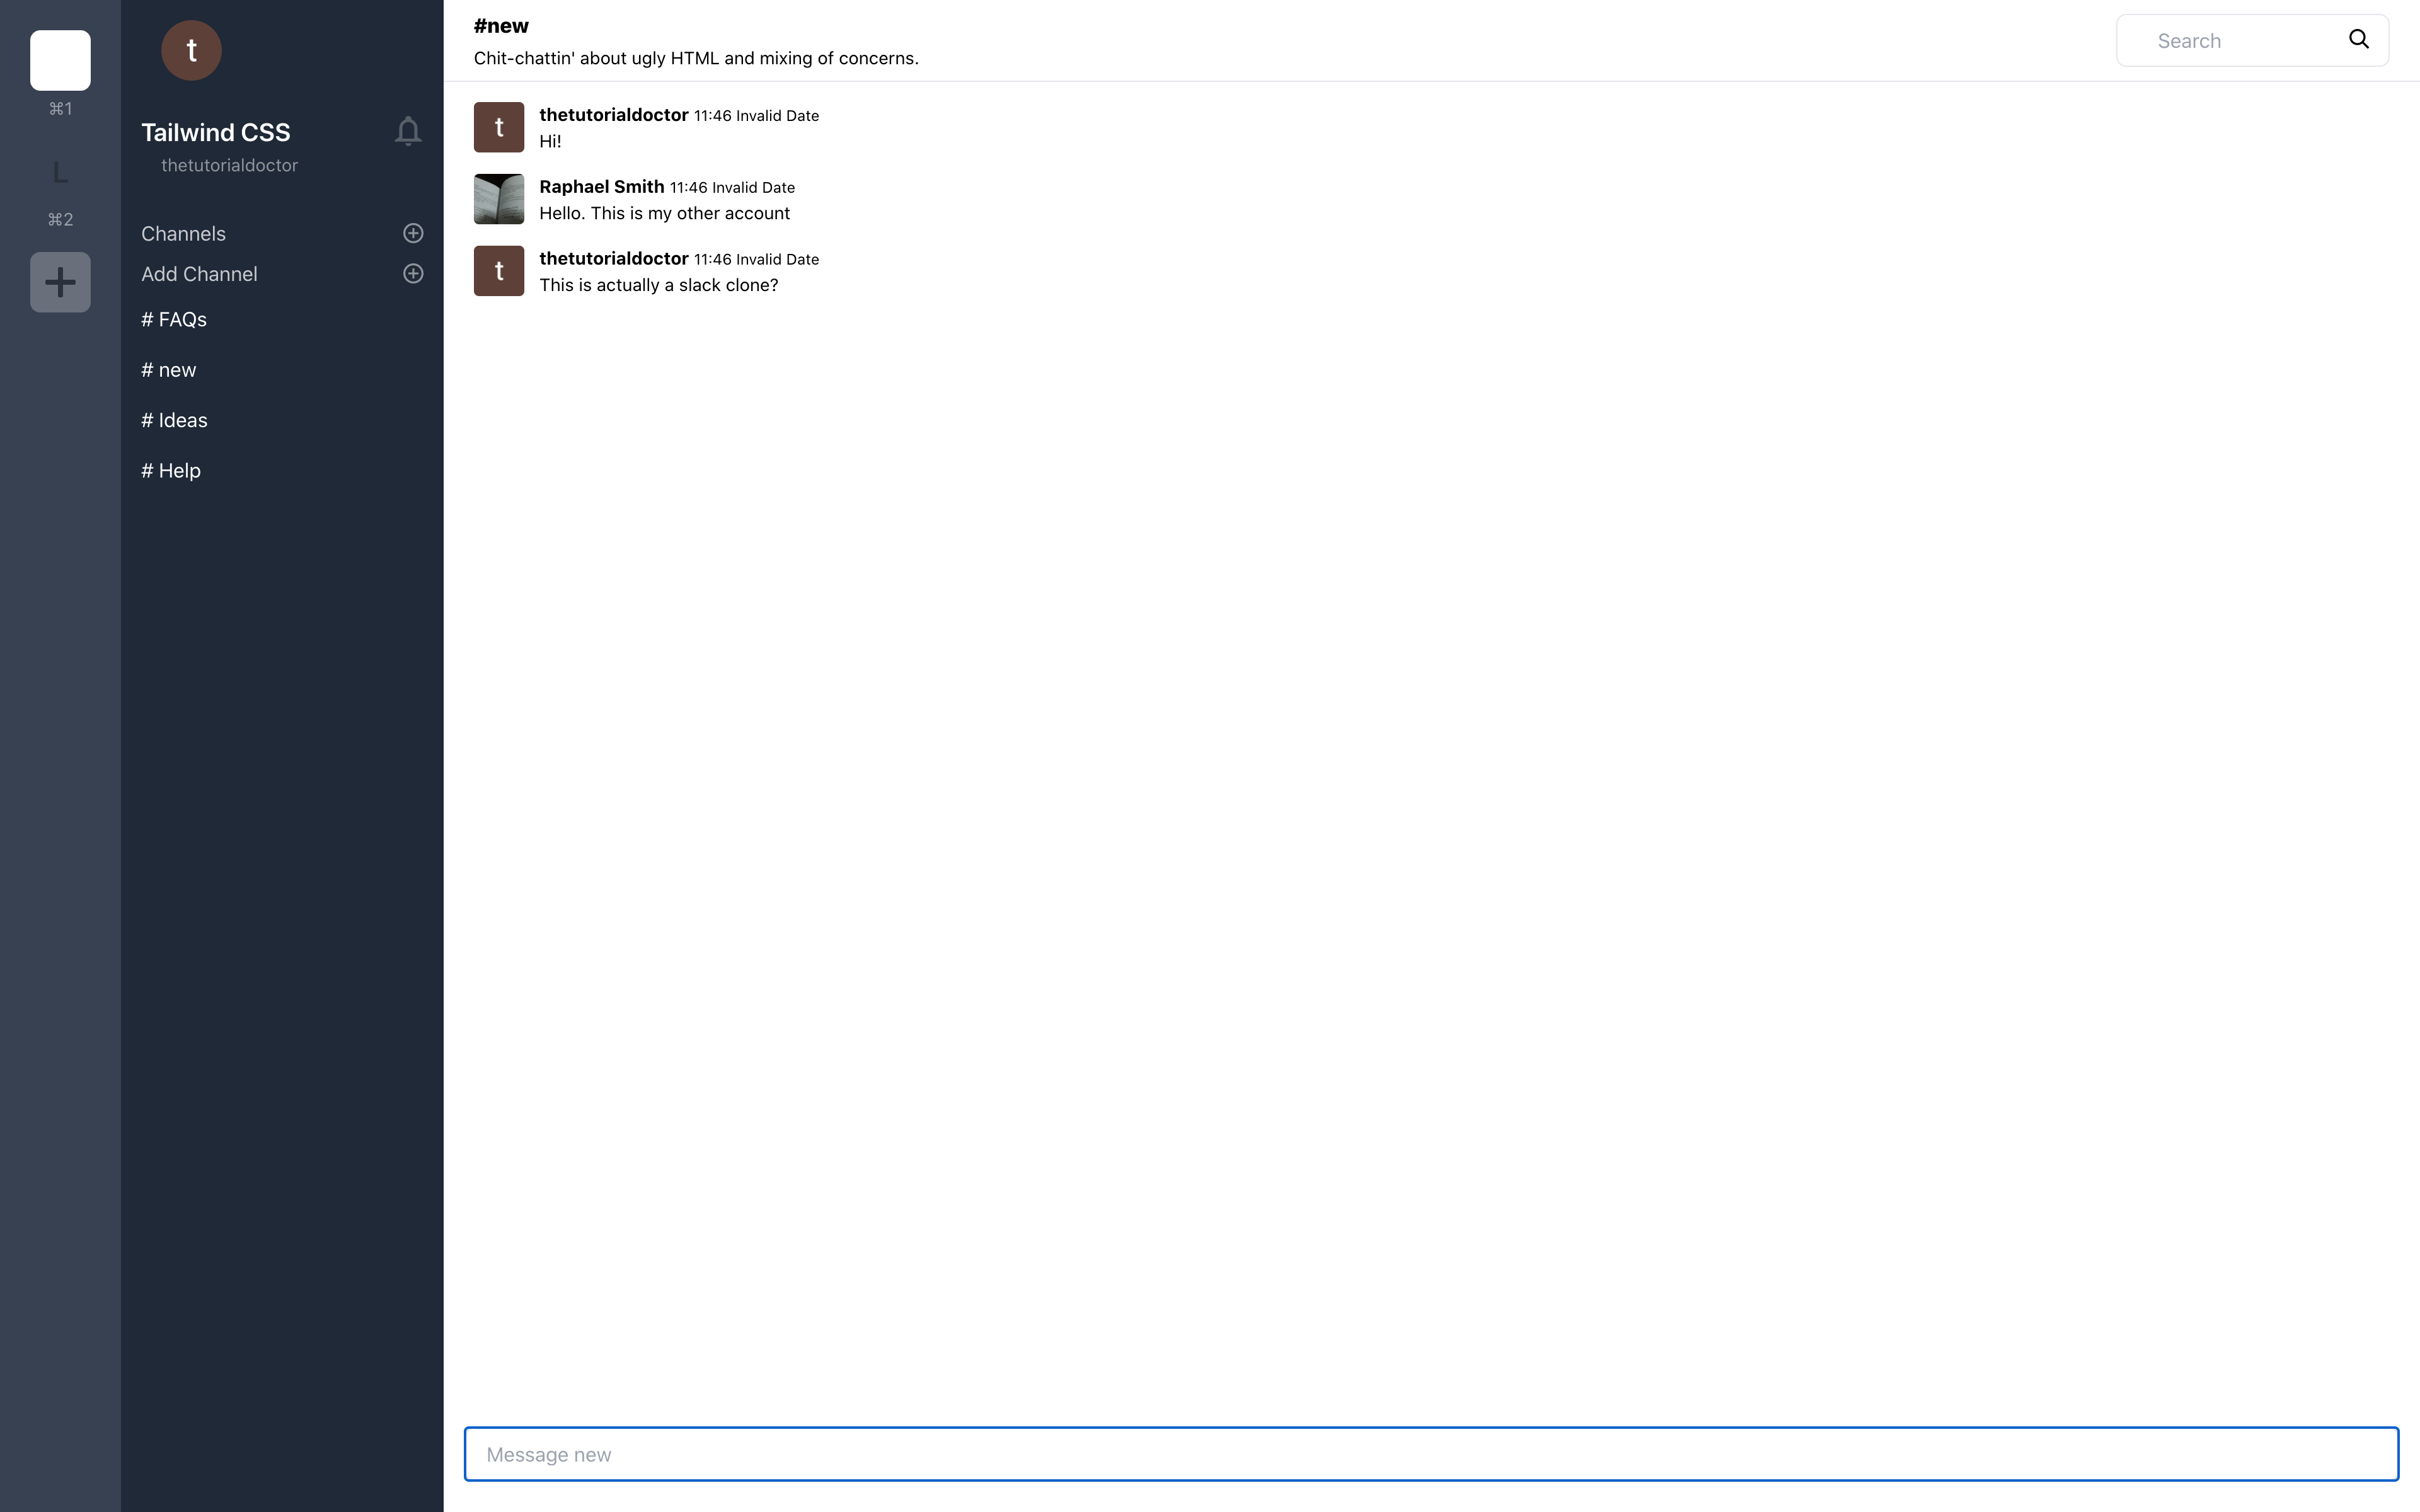 ⌘1
L
⌘2
t
Tailwind CSS
thetutorialdoctor
Channels
Add Channel
# FAQs
# new
# Ideas
# Help
#new
Chit-chattin' about ugly HTML and mixing of concerns.
Search
t
thetutorialdoctor 11:46 Invalid Date
Hi!
Raphael Smith 11:46 Invalid Date
Hello. This is my other account
t
thetutorialdoctor 11:46 Invalid Date
This is actually a slack clone?
Message new